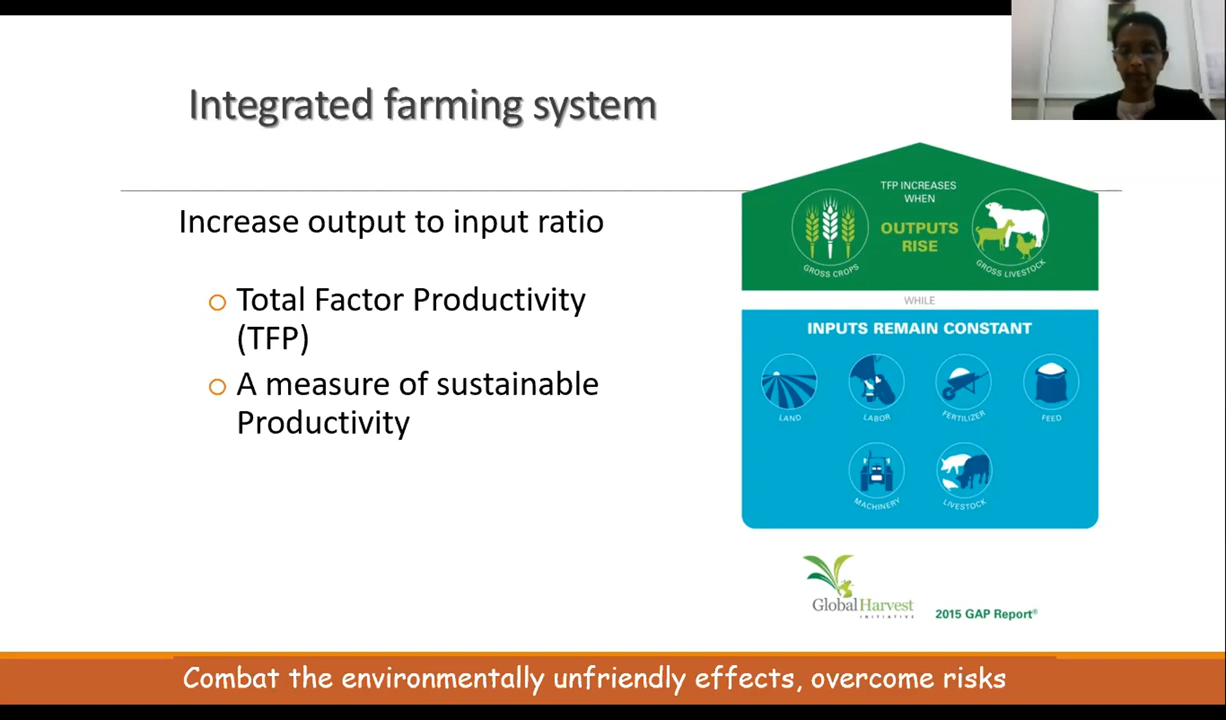 Integrated farming system
Increase output to input ratio
Total Factor Productivity
(TFP)
A measure of sustainable
Productivity
TFP INCREASES
WHEN
OUTPUTS
RISE
GROSS CROPS
GROSS LIVESTOCK
WHILE
INPUTS REMAIN CONSTANT
LAND
LABOR
FERTILIZER
FEED
MACHINERY
LIVESTOCK
Global Harvest
INITIATIVE
2015 GAP Report®
Combat the environmentally unfriendly effects, overcome risks